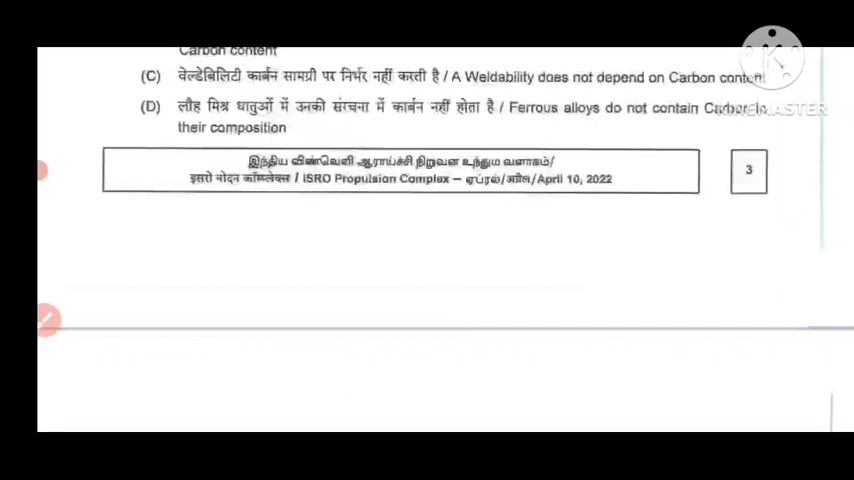 Carbon content
(C) वेल्डेबिलिटी कार्बन सामग्री पर निर्भर नहीं करती है / A Weldability does not depend on Carbon content
(D) लौह मिश्र धातुओं में उनकी संरचना में कार्बन नहीं होता है / Ferrous alloys do not contain Carbon in
their composition
இந்திய விண்வெளி ஆராய்ச்சி நிறுவன உந்தும வளாகம்/
इसरो नोदन कॉम्प्लेक्स / ISRO Propulsion Complex – ஏப்ரல்/अप्रैल/April 10, 2022
3
K
KINEMASTER